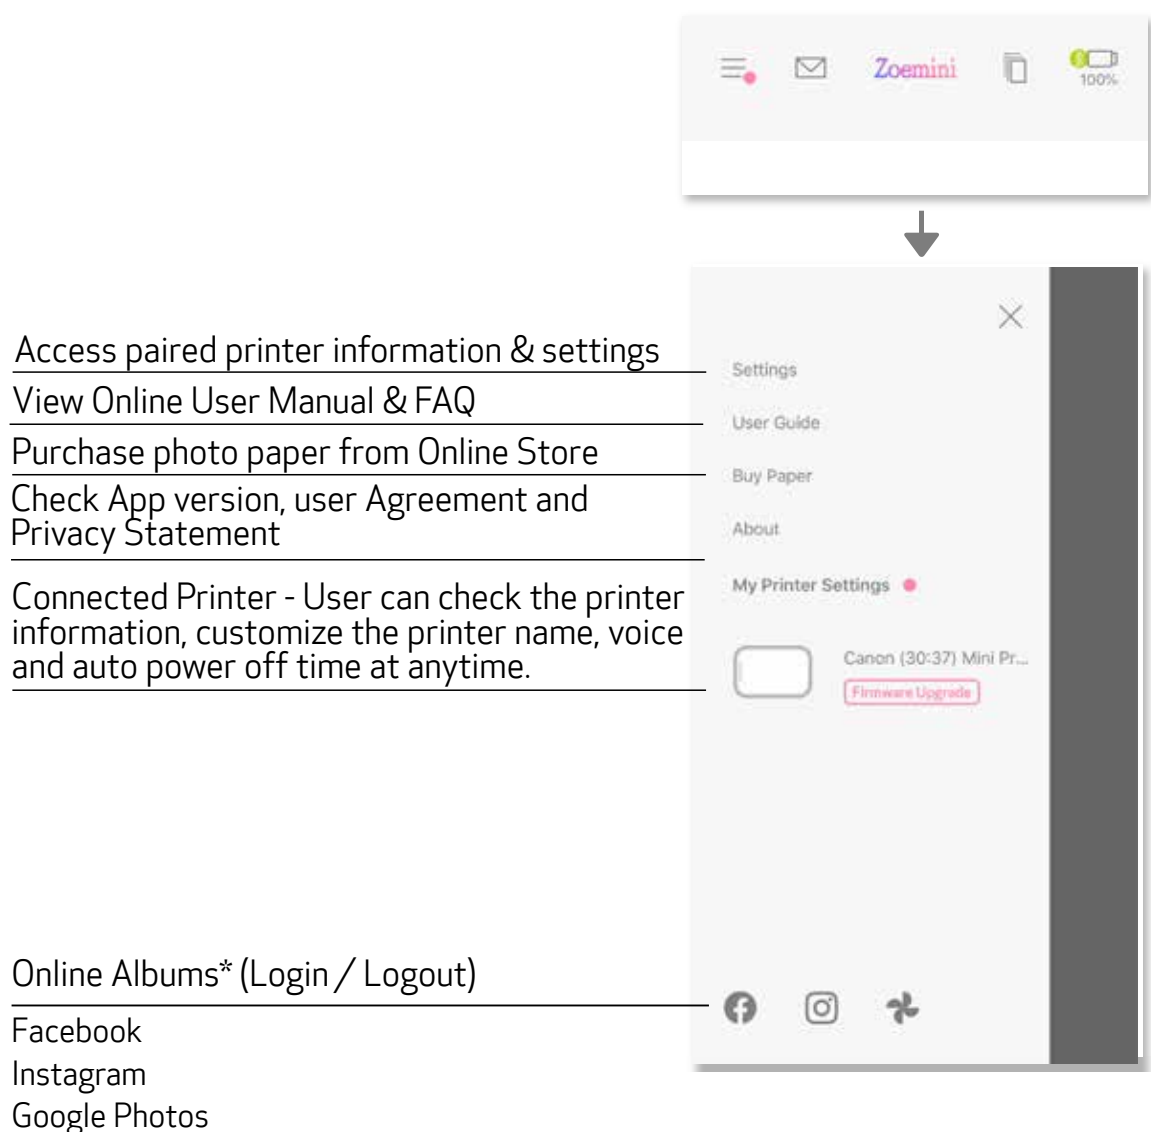 Zoemini
100%
Access paired printer information & settings
Settings
View Online User Manual & FAQ
User Guide
Purchase photo paper from Online Store
Buy Paper
Check App version, user Agreement and
Privacy Statement
About
My Printer Settings
Connected Printer - User can check the printer
information, customize the printer name, voice
and auto power off time at anytime.
Canon (30:37) Mini Pr...
Firmware Upgrade
Online Albums* (Login / Logout)
Facebook
Instagram
Google Photos